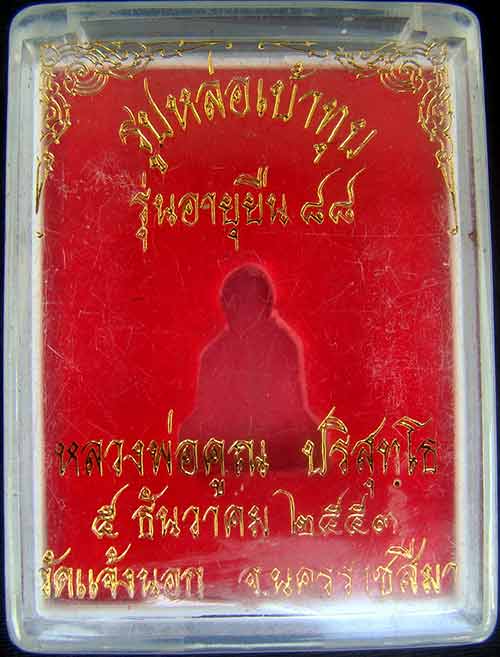 รูปหล่อเบ้าทุบ
รุ่นอายุยืน ๘๘
หลวงพ่อคูณ ปริสุทฺโธ
๕ ธันวาคม ๒๕๕๓
วัดแจ้งนอก จ.นครราชสีมา